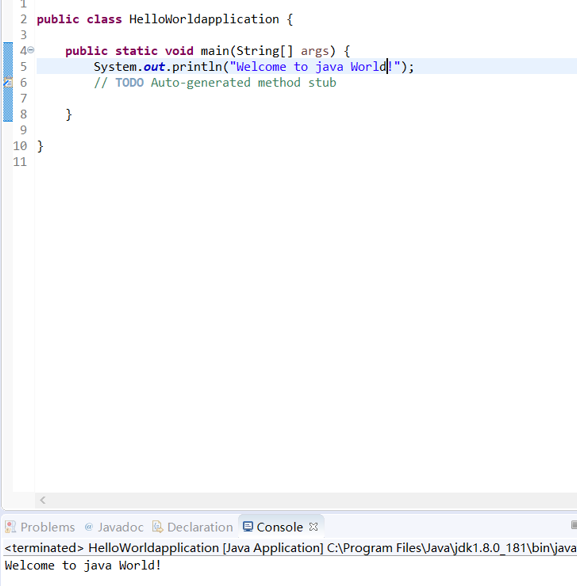 1
2 public class HelloWorldapplication {
3
4 public static void main(String[] args) {
5 System.out.println("Welcome to java World!");
6 // TODO Auto-generated method stub
7
8 }
9
10 }
11
Problems @ Javadoc Declaration Console
<terminated> HelloWorldapplication [Java Application] C:\Program Files\Java\jdk1.8.0_181\bin\java
Welcome to java World!